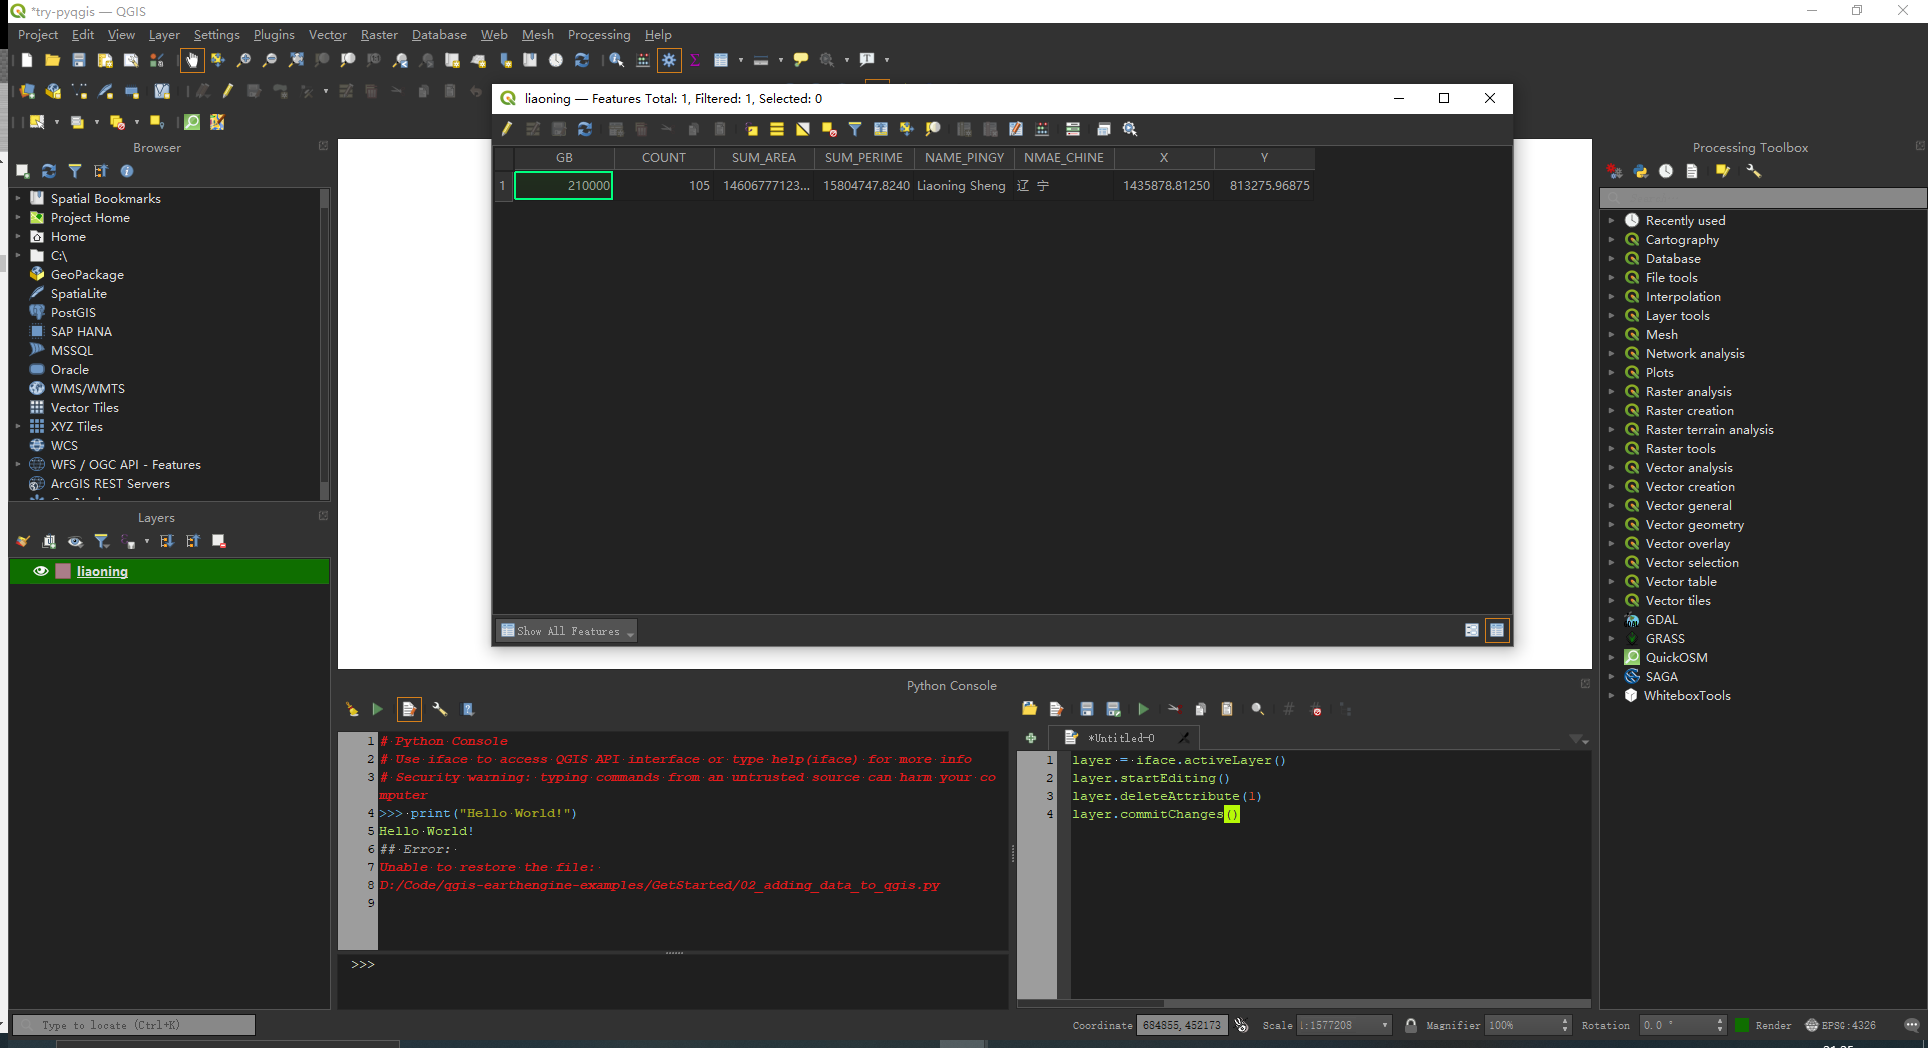 *try-pyqgis — QGIS
Project Edit View Layer Settings Plugins Vector Raster Database Web Mesh Processing Help
liaoning — Features Total: 1, Filtered: 1, Selected: 0
GB COUNT SUM_AREA SUM_PERIME NAME_PINGY NMAE_CHINE X Y
1 210000 105 14606777123... 15804747.8240 Liaoning Sheng 辽 宁 1435878.81250 813275.96875
Show All Features
Browser
Spatial Bookmarks
Project Home
Home
C:\
GeoPackage
SpatiaLite
PostGIS
SAP HANA
MSSQL
Oracle
WMS/WMTS
Vector Tiles
XYZ Tiles
WCS
WFS / OGC API - Features
ArcGIS REST Servers
Layers
liaoning
Processing Toolbox
Recently used
Cartography
Database
File tools
Interpolation
Layer tools
Mesh
Network analysis
Plots
Raster analysis
Raster creation
Raster terrain analysis
Raster tools
Vector analysis
Vector creation
Vector general
Vector geometry
Vector overlay
Vector selection
Vector table
Vector tiles
GDAL
GRASS
QuickOSM
SAGA
WhiteboxTools
Python Console
1 # Python Console
2 # Use iface to access QGIS API interface or type help(iface) for more info
3 # Security warning: typing commands from an untrusted source can harm your co
mputer
4 >>> print("Hello World!")
5 Hello World!
6 ## Error:
7 Unable to restore the file:
8 D:/Code/qgis-earthengine-examples/GetStarted/02_adding_data_to_qgis.py
9
>>>
*Untitled-0
1 layer = iface.activeLayer()
2 layer.startEditing()
3 layer.deleteAttribute(1)
4 layer.commitChanges()
Type to locate (Ctrl+K)
Coordinate 684855,452173 Scale 1:1577208 Magnifier 100% Rotation 0.0 ° Render EPSG:4326